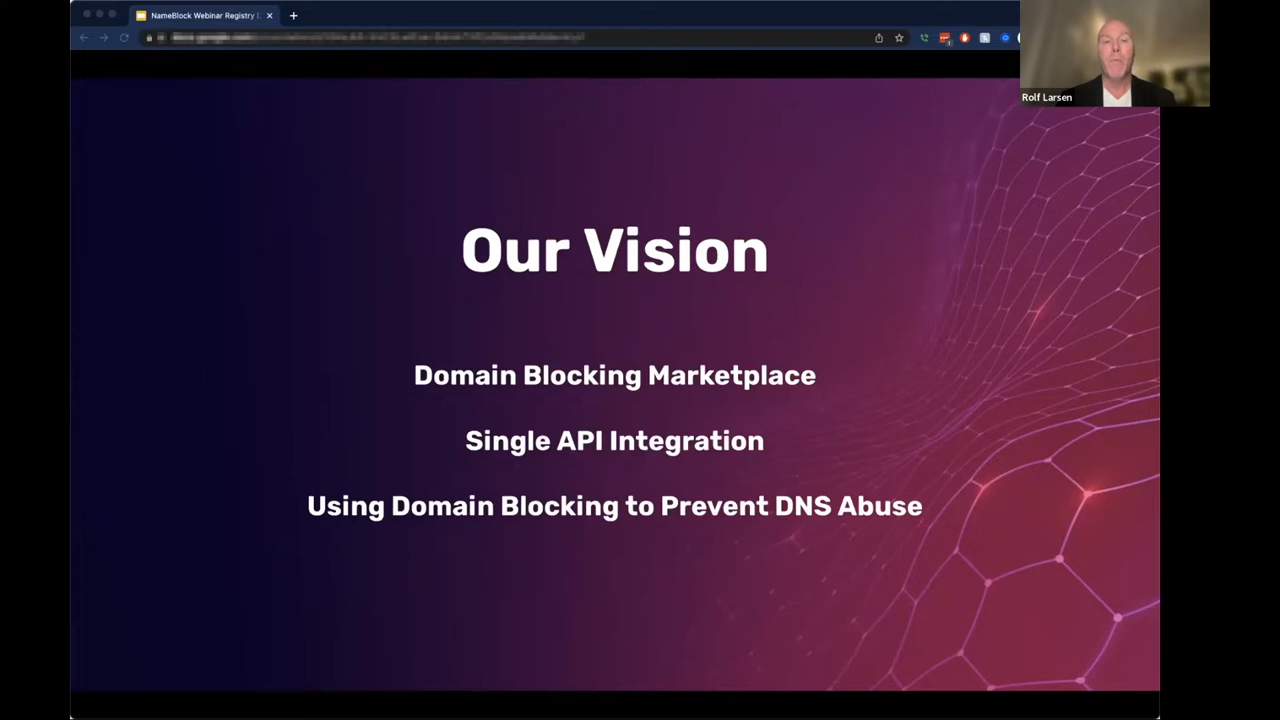 NameBlock Webinar Registry
Rolf Larsen
Our Vision
Domain Blocking Marketplace
Single API Integration
Using Domain Blocking to Prevent DNS Abuse